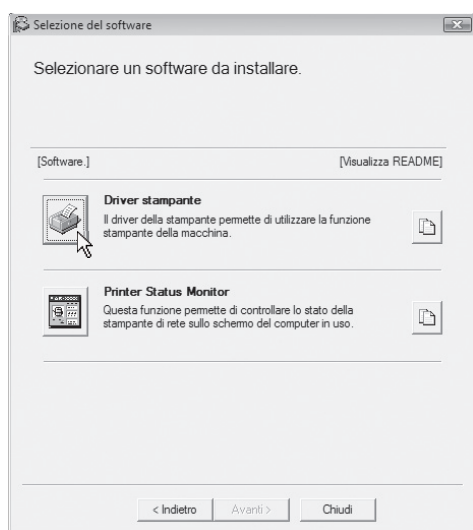 Selezione del software
Selezionare un software da installare.
[Software.] [Visualizza README]
Driver stampante
Il driver della stampante permette di utilizzare la funzione
stampante della macchina.
Printer Status Monitor
Questa funzione permette di controllare lo stato della
stampante di rete sullo schermo del computer in uso.
< Indietro Avanti > Chiudi